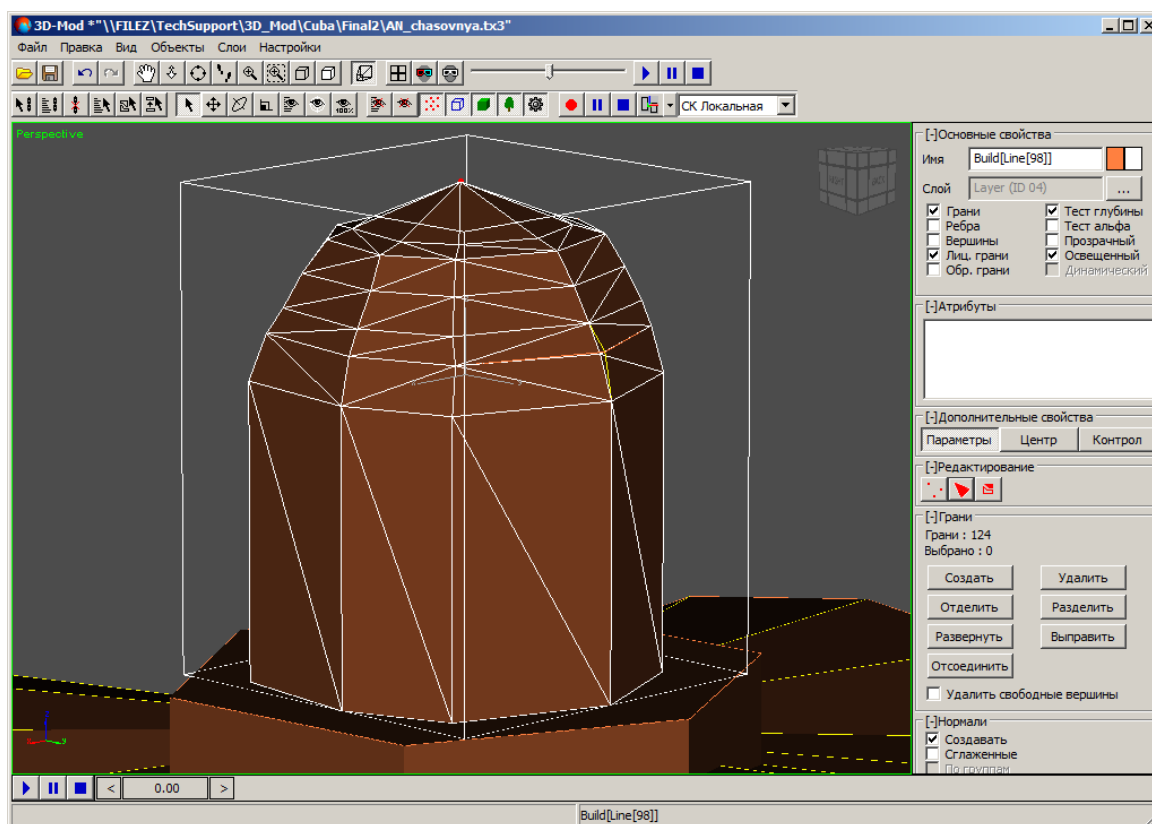 3D-Mod *"\\FILEZ\TechSupport\3D_Mod\Cuba\Final2\AN_chasovnya.tx3"
Файл Правка Вид Объекты Слои Настройки
100%
СК Локальная
Perspective
[-]Основные свойства
Имя Build[Line[98]]
Слой Layer (ID 04) ...
Грани Тест глубины
Ребра Тест альфа
Вершины Прозрачный
Лиц. грани Освещенный
Обр. грани Динамический
[-]Атрибуты
[-]Дополнительные свойства
Параметры Центр Контрол
[-]Редактирование
[-]Грани
Грани : 124
Выбрано : 0
Создать Удалить
Отделить Разделить
Развернуть Выправить
Отсоединить
Удалить свободные вершины
[-]Нормали
Создавать
Сглаженные
По группам
< 0.00 >
Build[Line[98]]